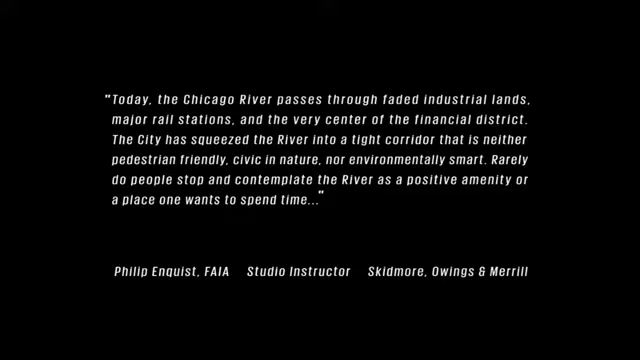 "Today, the Chicago River passes through faded industrial lands,
major rail stations, and the very center of the financial district.
The City has squeezed the River into a tight corridor that is neither
pedestrian friendly, civic in nature, nor environmentally smart. Rarely
do people stop and contemplate the River as a positive amenity or
a place one wants to spend time..."
Philip Enquist, FAIA Studio Instructor Skidmore, Owings & Merrill